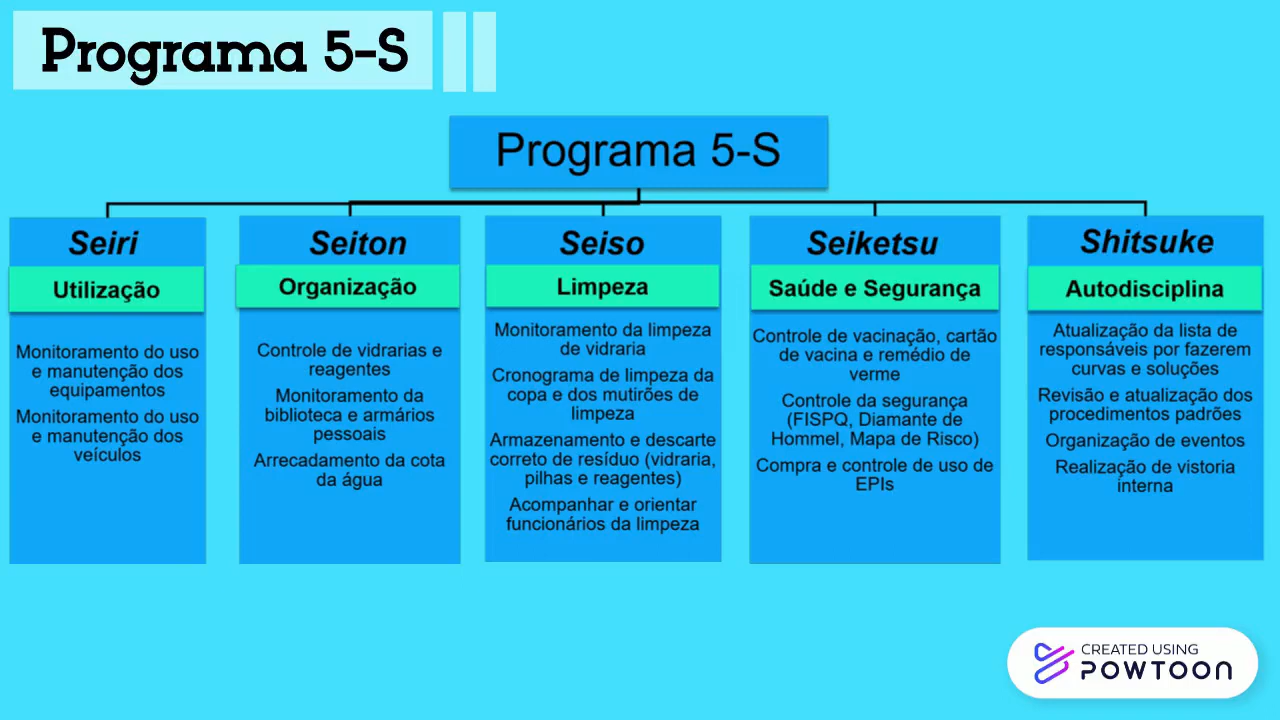 Programa 5-S
Programa 5-S
Seiri
Utilização
Monitoramento do uso
e manutenção dos
equipamentos
Monitoramento do uso
e manutenção dos
veículos
Seiton
Organização
Controle de vidrarias e
reagentes
Monitoramento da
biblioteca e armários
pessoais
Arrecadamento da cota
da água
Seiso
Limpeza
Monitoramento da limpeza
de vidraria
Cronograma de limpeza da
copa e dos mutirões de
limpeza
Armazenamento e descarte
correto de resíduo (vidraria,
pilhas e reagentes)
Acompanhar e orientar
funcionários da limpeza
Seiketsu
Saúde e Segurança
Controle de vacinação, cartão
de vacina e remédio de
verme
Controle da segurança
(FISPQ, Diamante de
Hommel, Mapa de Risco)
Compra e controle de uso de
EPIs
Shitsuke
Autodisciplina
Atualização da lista de
responsáveis por fazerem
curvas e soluções
Revisão e atualização dos
procedimentos padrões
Organização de eventos
Realização de vistoria
interna
CREATED USING
POWTOON